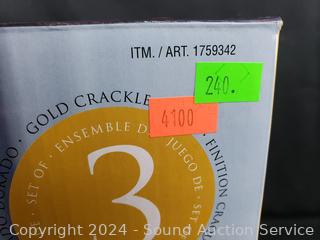 ITM. / ART. 1759342
240.
4100
DORADO · GOLD CRACKLE
FINITION
SET OF · ENSEMBLE DE
JUEGO DE ·
3
Copyright 2024 - Sound Auction Service